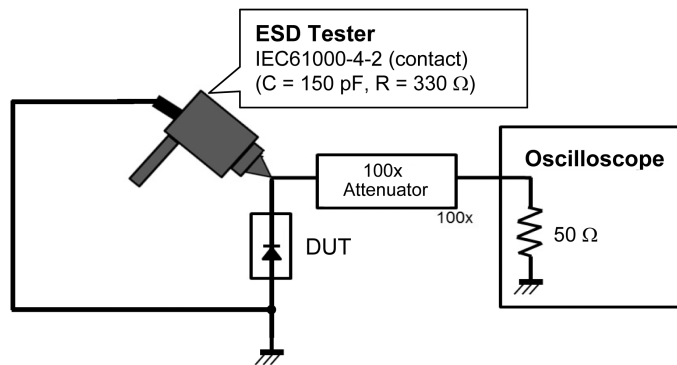 ESD Tester
IEC61000-4-2 (contact)
(C = 150 pF, R = 330 Ω)
Oscilloscope
100x
Attenuator
100x
50 Ω
DUT